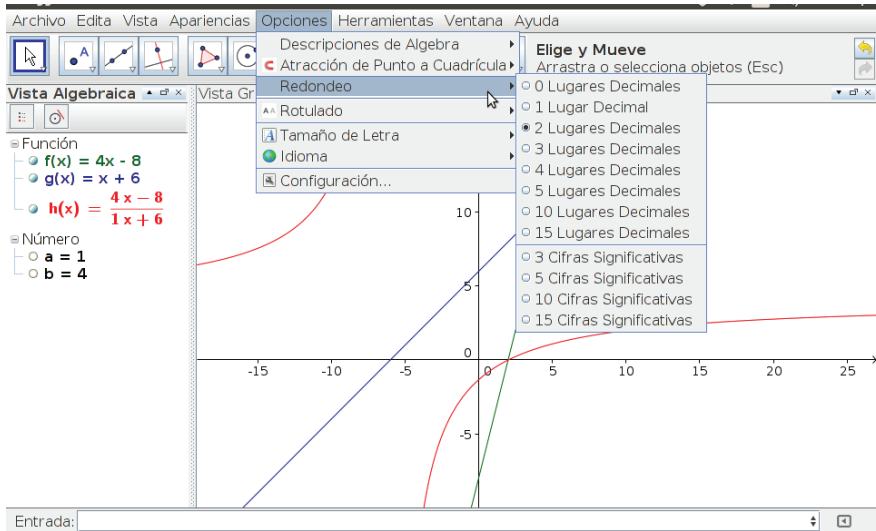 Archivo Edita Vista Apariencias Opciones Herramientas Ventana Ayuda
A
Elige y Mueve
Arrastra o selecciona objetos (Esc)
Descripciones de Algebra
Atracción de Punto a Cuadrícula
Redondeo
AA Rotulado
A Tamaño de Letra
Idioma
Configuración...
0 Lugares Decimales
1 Lugar Decimal
2 Lugares Decimales
3 Lugares Decimales
4 Lugares Decimales
5 Lugares Decimales
10 Lugares Decimales
15 Lugares Decimales
3 Cifras Significativas
5 Cifras Significativas
10 Cifras Significativas
15 Cifras Significativas
Vista Algebraica
Función
f(x) = 4x - 8
g(x) = x + 6
h(x) = 4 x − 8 / 1 x + 6
Número
a = 1
b = 4
Vista Gr
10
5
0
-5
-15 -10 -5 0 5 10 15 20 25
Entrada: